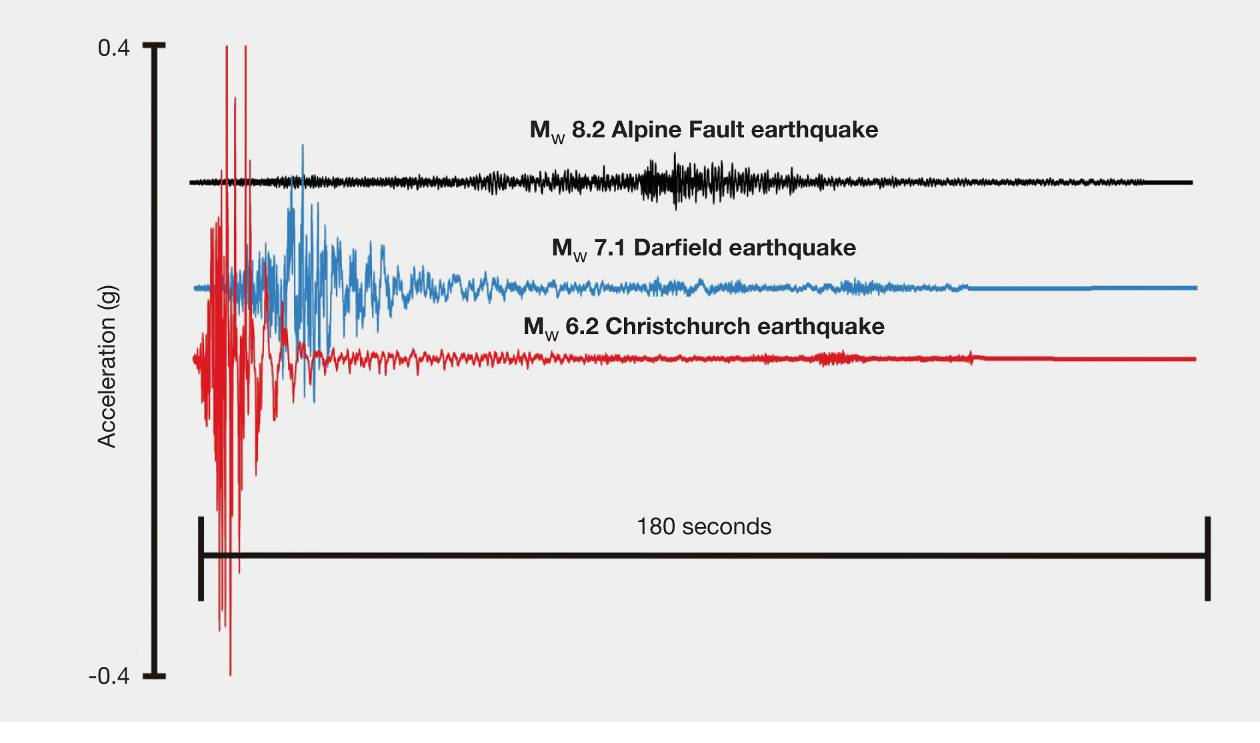 0.4
Mw 8.2 Alpine Fault earthquake
Mw 7.1 Darfield earthquake
Mw 6.2 Christchurch earthquake
Acceleration (g)
180 seconds
-0.4